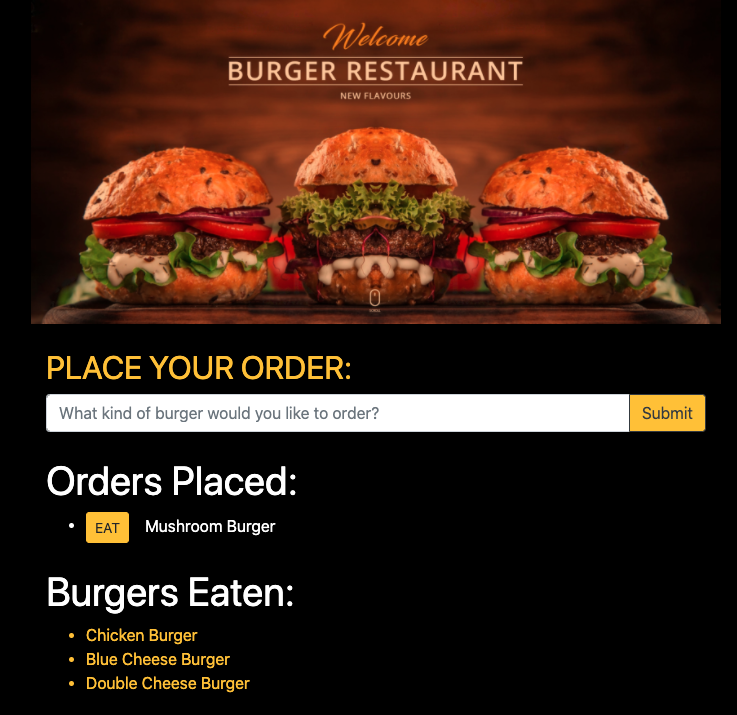 Welcome
BURGER RESTAURANT
NEW FLAVOURS
PLACE YOUR ORDER:
What kind of burger would you like to order? Submit
Orders Placed:
EAT Mushroom Burger
Burgers Eaten:
Chicken Burger
Blue Cheese Burger
Double Cheese Burger